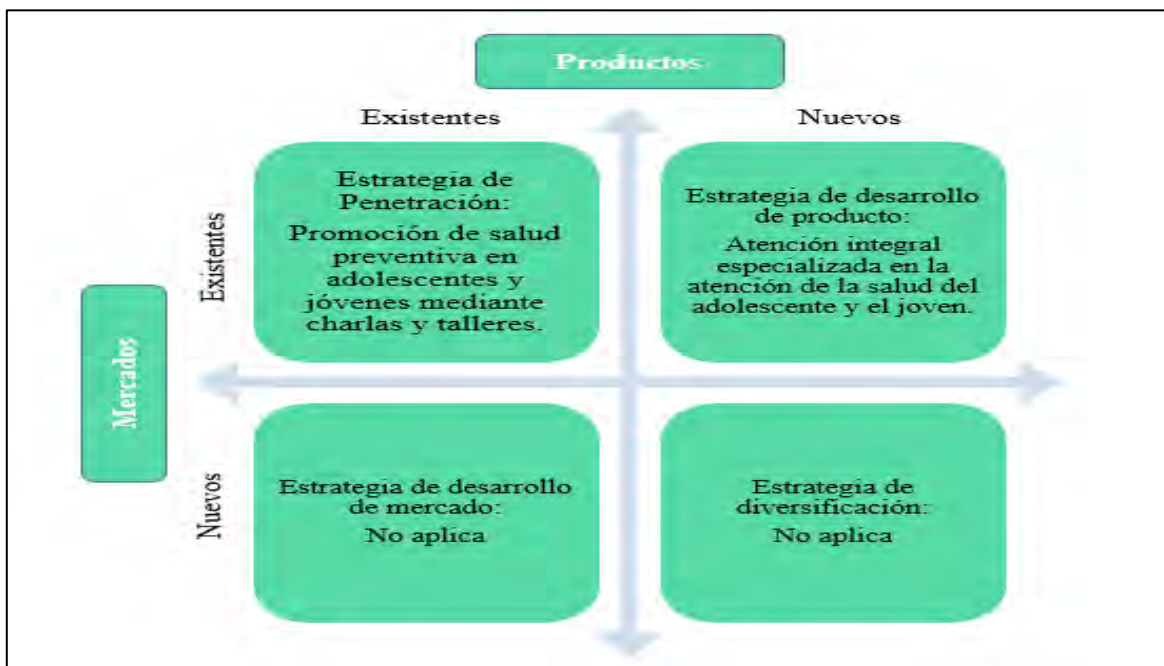 Productos
Existentes
Nuevos
Mercados
Existentes
Estrategia de
Penetración:
Promoción de salud
preventiva en
adolescentes y
jóvenes mediante
charlas y talleres.
Estrategia de desarrollo
de producto:
Atención integral
especializada en la
atención de la salud del
adolescente y el joven.
Nuevos
Estrategia de desarrollo
de mercado:
No aplica
Estrategia de
diversificación:
No aplica